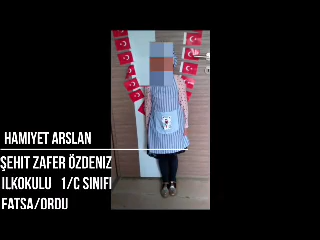 HAMIYET ARSLAN
ŞEHIT ZAFER ÖZDENIZ
ILKOKULU 1/C SINIFI
FATSA/ORDU